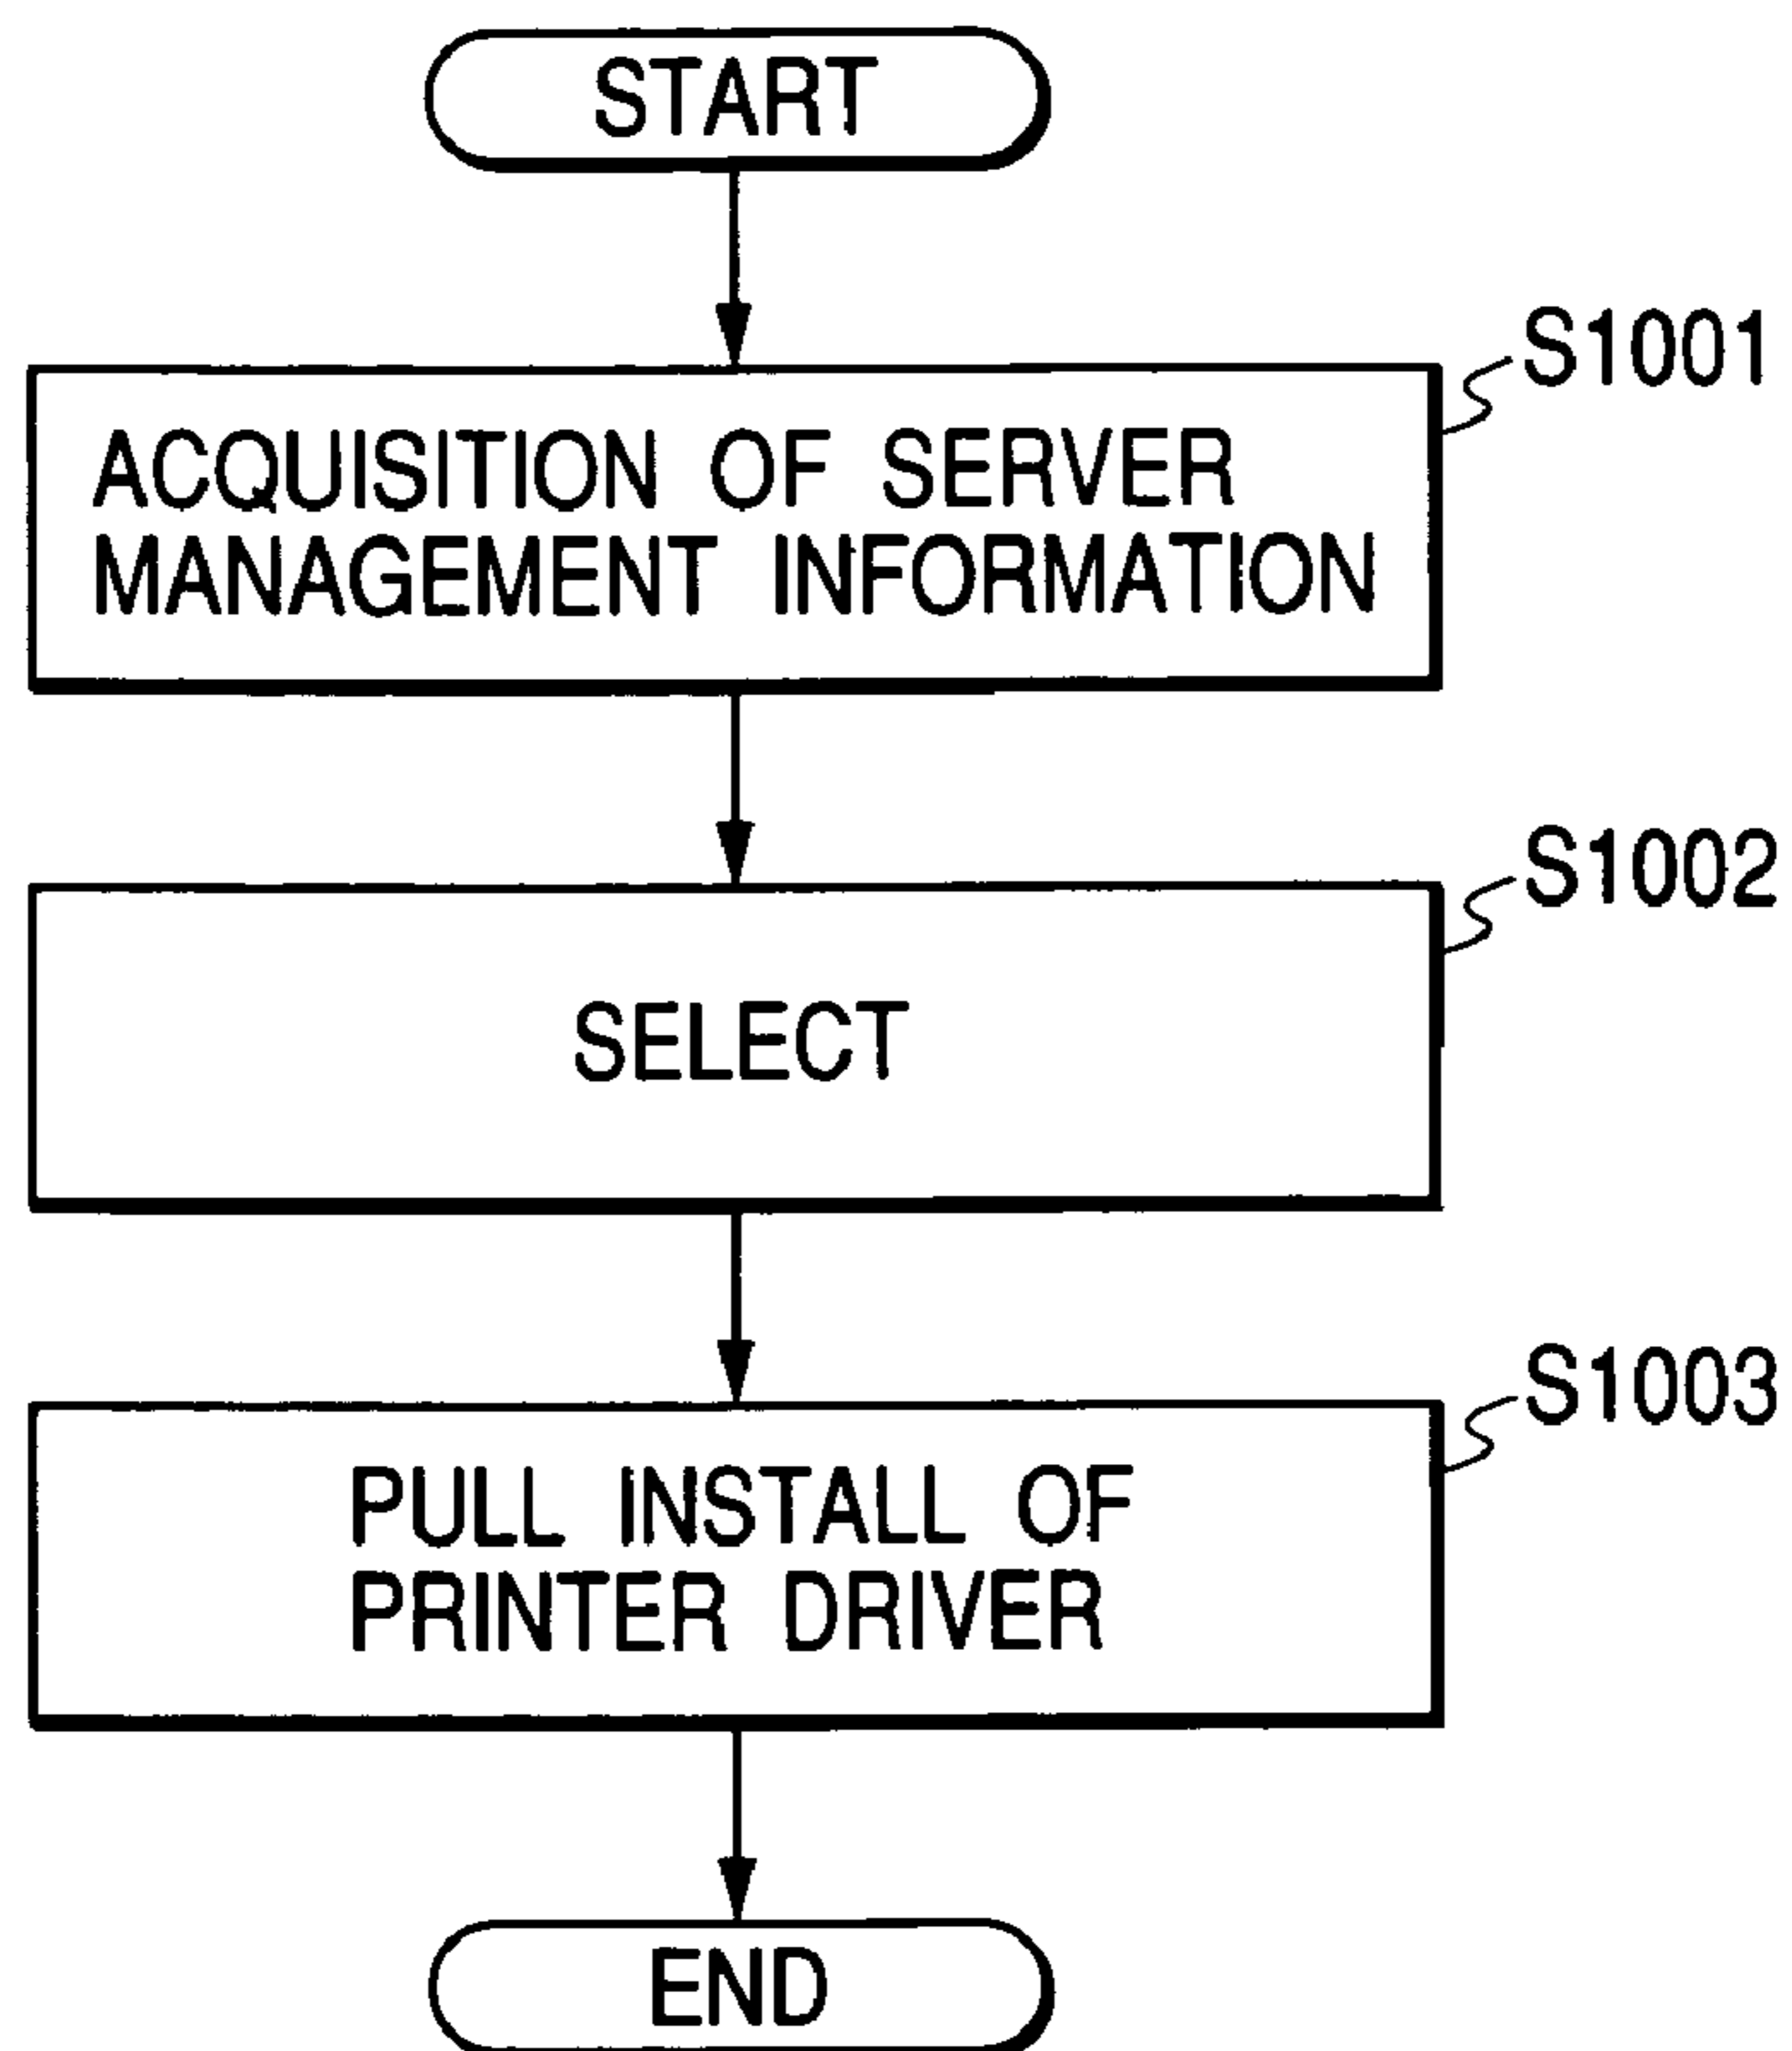 START
S1001
ACQUISITION OF SERVER
MANAGEMENT INFORMATION
S1002
SELECT
S1003
PULL INSTALL OF
PRINTER DRIVER
END